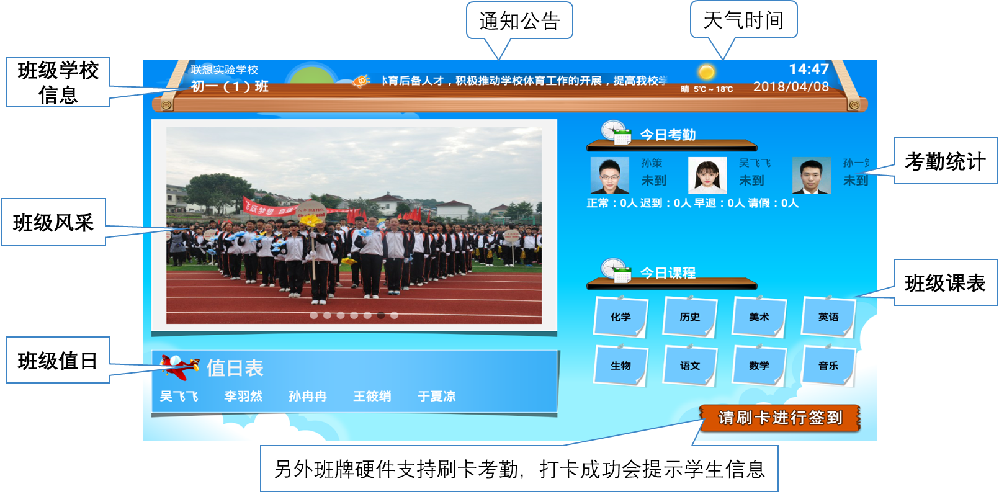 通知公告
天气时间
班级学校
信息
联想实验学校
初一（1）班
育后备人才，积极推动学校体育工作的开展，提高我校
晴 5℃~18℃
14:47
2018/04/08
今日考勤
孙策
未到
吴飞飞
未到
孙一
未到
正常：0人 迟到：0人 早退：0人 请假：0人
考勤统计
班级风采
飞跃梦想
今日课程
化学 历史 美术 英语
生物 语文 数学 音乐
班级课表
班级值日
值日表
吴飞飞 李羽然 孙冉冉 王筱绡 于夏凉
请刷卡进行签到
另外班牌硬件支持刷卡考勤，打卡成功会提示学生信息